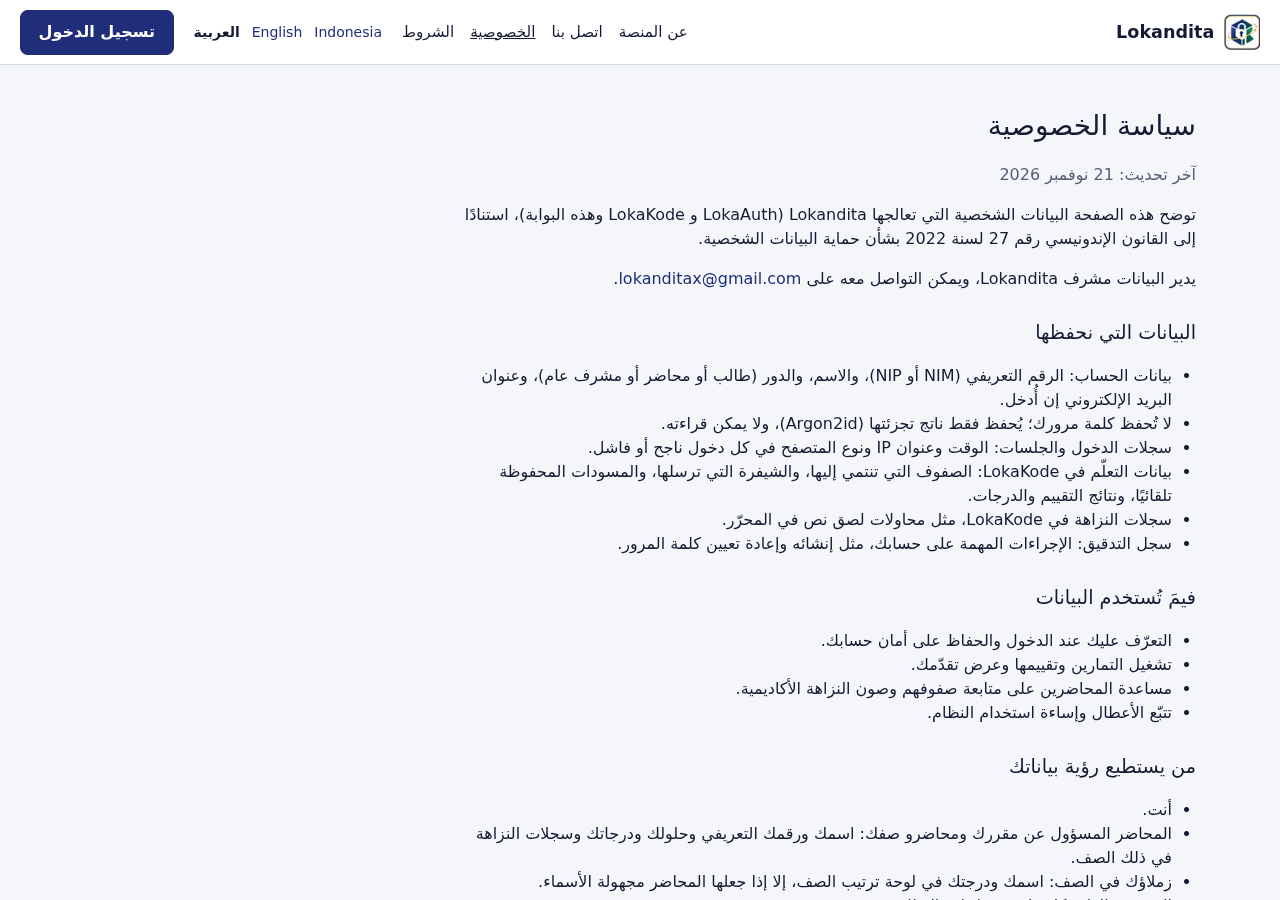 Lokandita
عن المنصة
اتصل بنا
الخصوصية
الشروط
Indonesia
English
العربية
تسجيل الدخول
سياسة الخصوصية
آخر تحديث: 21 نوفمبر 2026
توضح هذه الصفحة البيانات الشخصية التي تعالجها Lokandita (LokaAuth و LokaKode وهذه البوابة)، استنادًا
إلى القانون الإندونيسي رقم 27 لسنة 2022 بشأن حماية البيانات الشخصية.
يدير البيانات مشرف Lokandita، ويمكن التواصل معه على lokanditax@gmail.com.
البيانات التي نحفظها
• بيانات الحساب: الرقم التعريفي (NIM أو NIP)، والاسم، والدور (طالب أو محاضر أو مشرف عام)، وعنوان
البريد الإلكتروني إن أُدخل.
• لا تُحفظ كلمة مرورك؛ يُحفظ فقط ناتج تجزئتها (Argon2id)، ولا يمكن قراءته.
• سجلات الدخول والجلسات: الوقت وعنوان IP ونوع المتصفح في كل دخول ناجح أو فاشل.
• بيانات التعلّم في LokaKode: الصفوف التي تنتمي إليها، والشيفرة التي ترسلها، والمسودات المحفوظة
تلقائيًا، ونتائج التقييم والدرجات.
• سجلات النزاهة في LokaKode، مثل محاولات لصق نص في المحرّر.
• سجل التدقيق: الإجراءات المهمة على حسابك، مثل إنشائه وإعادة تعيين كلمة المرور.
فيمَ تُستخدم البيانات
• التعرّف عليك عند الدخول والحفاظ على أمان حسابك.
• تشغيل التمارين وتقييمها وعرض تقدّمك.
• مساعدة المحاضرين على متابعة صفوفهم وصون النزاهة الأكاديمية.
• تتبّع الأعطال وإساءة استخدام النظام.
من يستطيع رؤية بياناتك
• أنت.
• المحاضر المسؤول عن مقررك ومحاضرو صفك: اسمك ورقمك التعريفي وحلولك ودرجاتك وسجلات النزاهة
في ذلك الصف.
• زملاؤك في الصف: اسمك ودرجتك في لوحة ترتيب الصف، إلا إذا جعلها المحاضر مجهولة الأسماء.